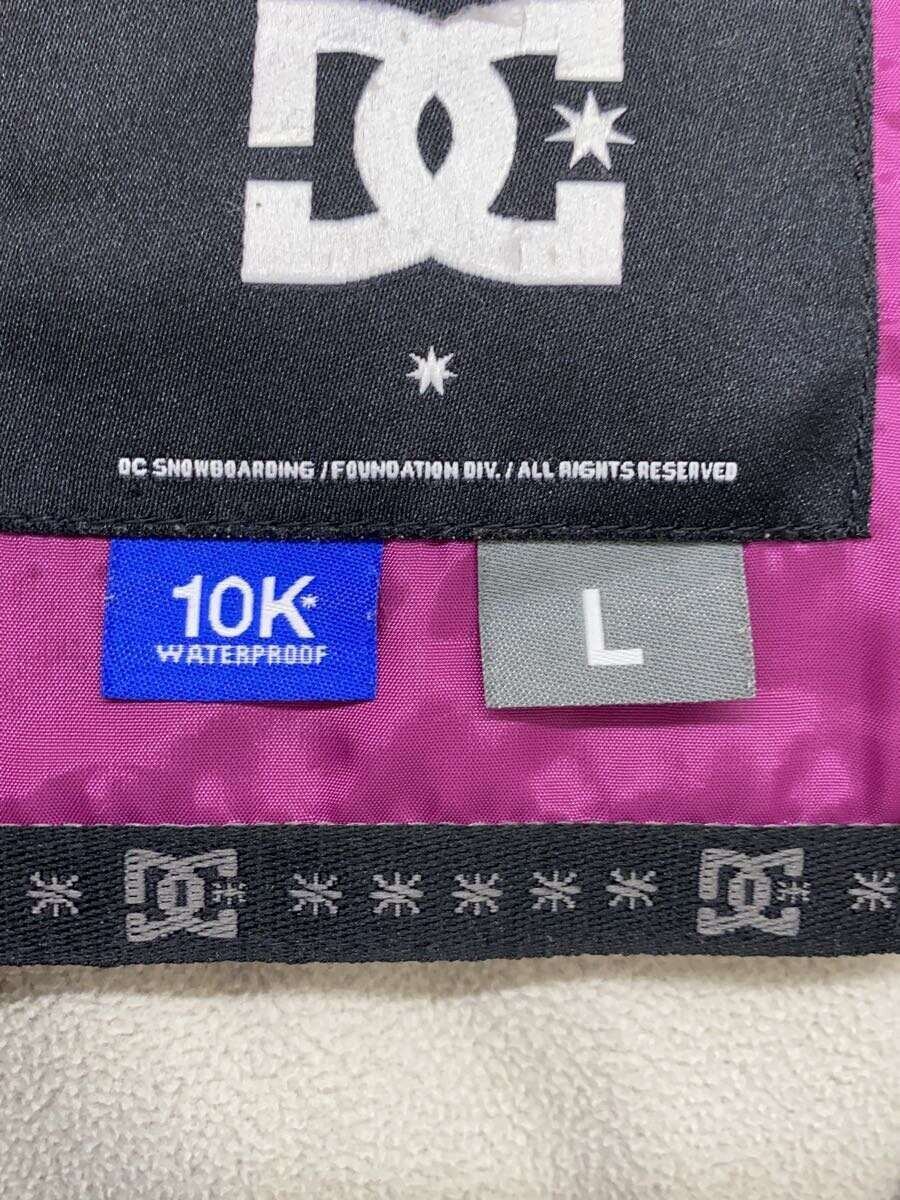 DC
DC SNOWBOARDING / FOUNDATION DIV. / ALL RIGHTS RESERVED
10K*
WATERPROOF
L
DC
DC